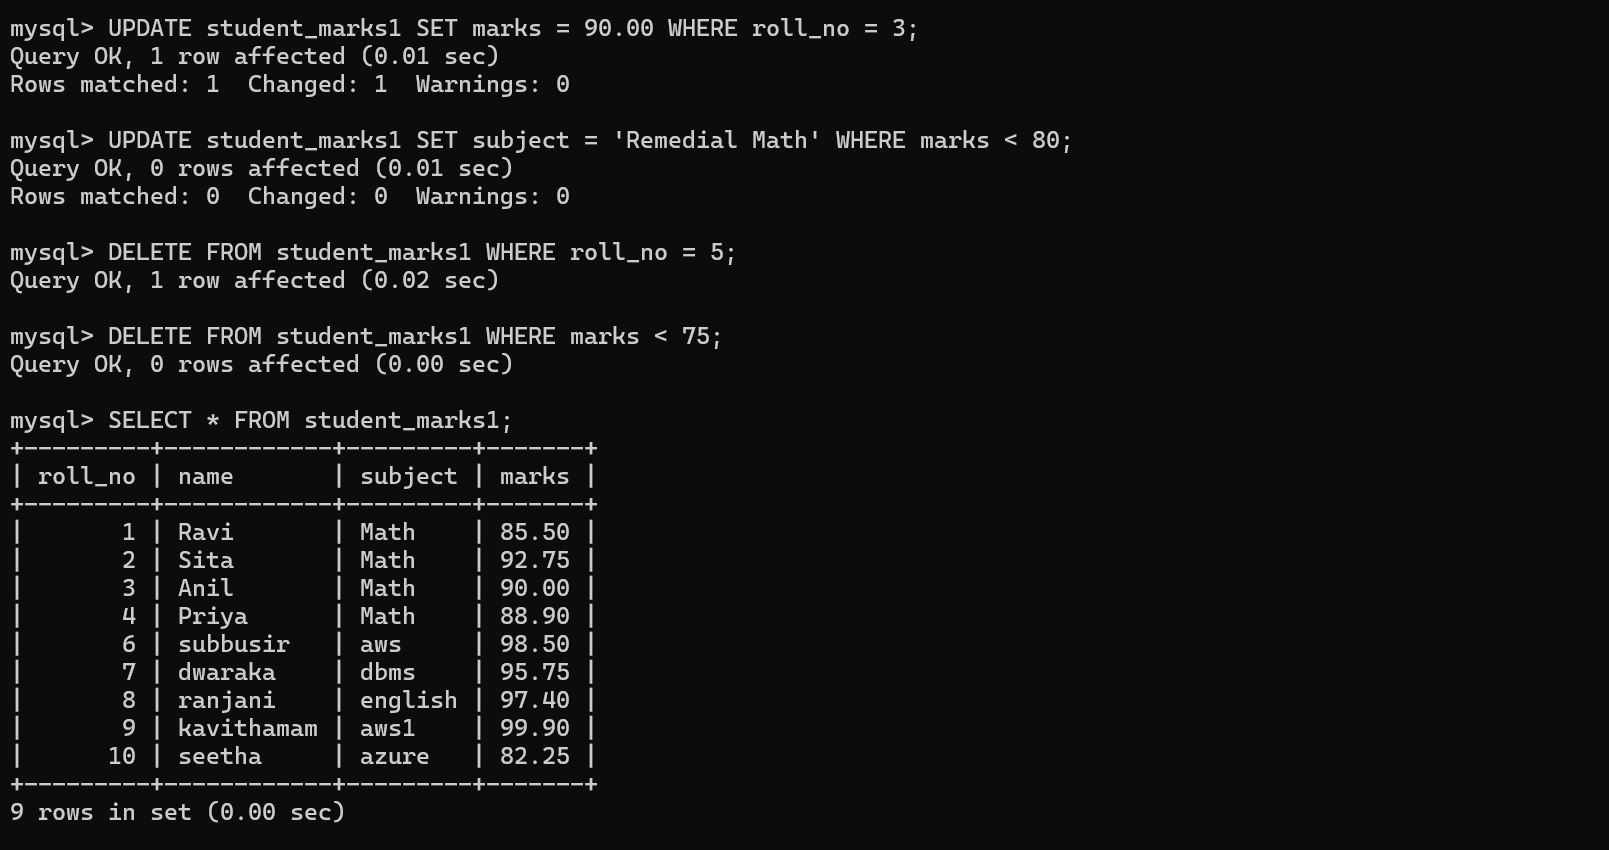 mysql> UPDATE student_marks1 SET marks = 90.00 WHERE roll_no = 3;
Query OK, 1 row affected (0.01 sec)
Rows matched: 1  Changed: 1  Warnings: 0

mysql> UPDATE student_marks1 SET subject = 'Remedial Math' WHERE marks < 80;
Query OK, 0 rows affected (0.01 sec)
Rows matched: 0  Changed: 0  Warnings: 0

mysql> DELETE FROM student_marks1 WHERE roll_no = 5;
Query OK, 1 row affected (0.02 sec)

mysql> DELETE FROM student_marks1 WHERE marks < 75;
Query OK, 0 rows affected (0.00 sec)

mysql> SELECT * FROM student_marks1;
+---------+------------+---------+-------+
| roll_no | name       | subject | marks |
+---------+------------+---------+-------+
|       1 | Ravi       | Math    | 85.50 |
|       2 | Sita       | Math    | 92.75 |
|       3 | Anil       | Math    | 90.00 |
|       4 | Priya      | Math    | 88.90 |
|       6 | subbusir   | aws     | 98.50 |
|       7 | dwaraka    | dbms    | 95.75 |
|       8 | ranjani    | english | 97.40 |
|       9 | kavithamam | aws1    | 99.90 |
|      10 | seetha     | azure   | 82.25 |
+---------+------------+---------+-------+
9 rows in set (0.00 sec)